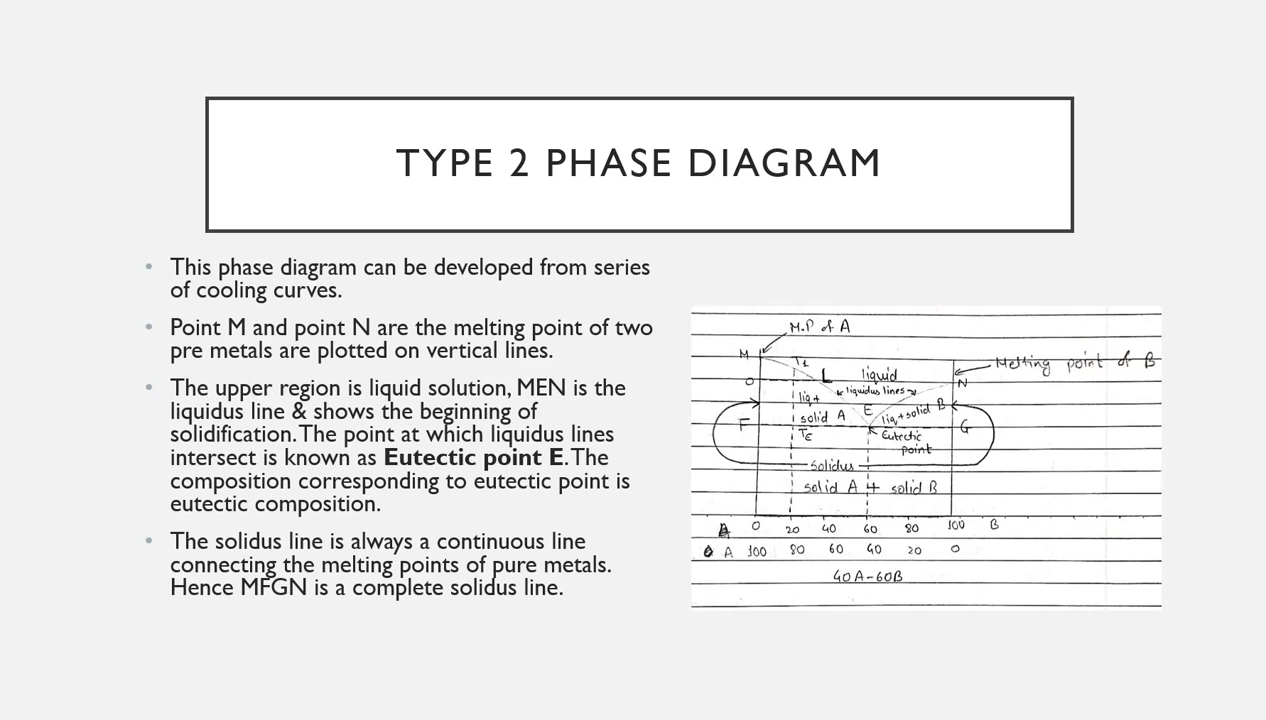 TYPE 2 PHASE DIAGRAM
• This phase diagram can be developed from series
of cooling curves.
• Point M and point N are the melting point of two
pre metals are plotted on vertical lines.
• The upper region is liquid solution, MEN is the
liquidus line & shows the beginning of
solidification. The point at which liquidus lines
intersect is known as Eutectic point E. The
composition corresponding to eutectic point is
eutectic composition.
• The solidus line is always a continuous line
connecting the melting points of pure metals.
Hence MFGN is a complete solidus line.
M.P of A
M
T1
L liquid
Melting point of B
O
liquidus lines
N
liq+
solid A
E
liq+solid B
F
TE
Eutectic
point
G
solidus
solid A + solid B
0 20 40 60 80 100 B
A 100 80 60 40 20 0
40A-60B